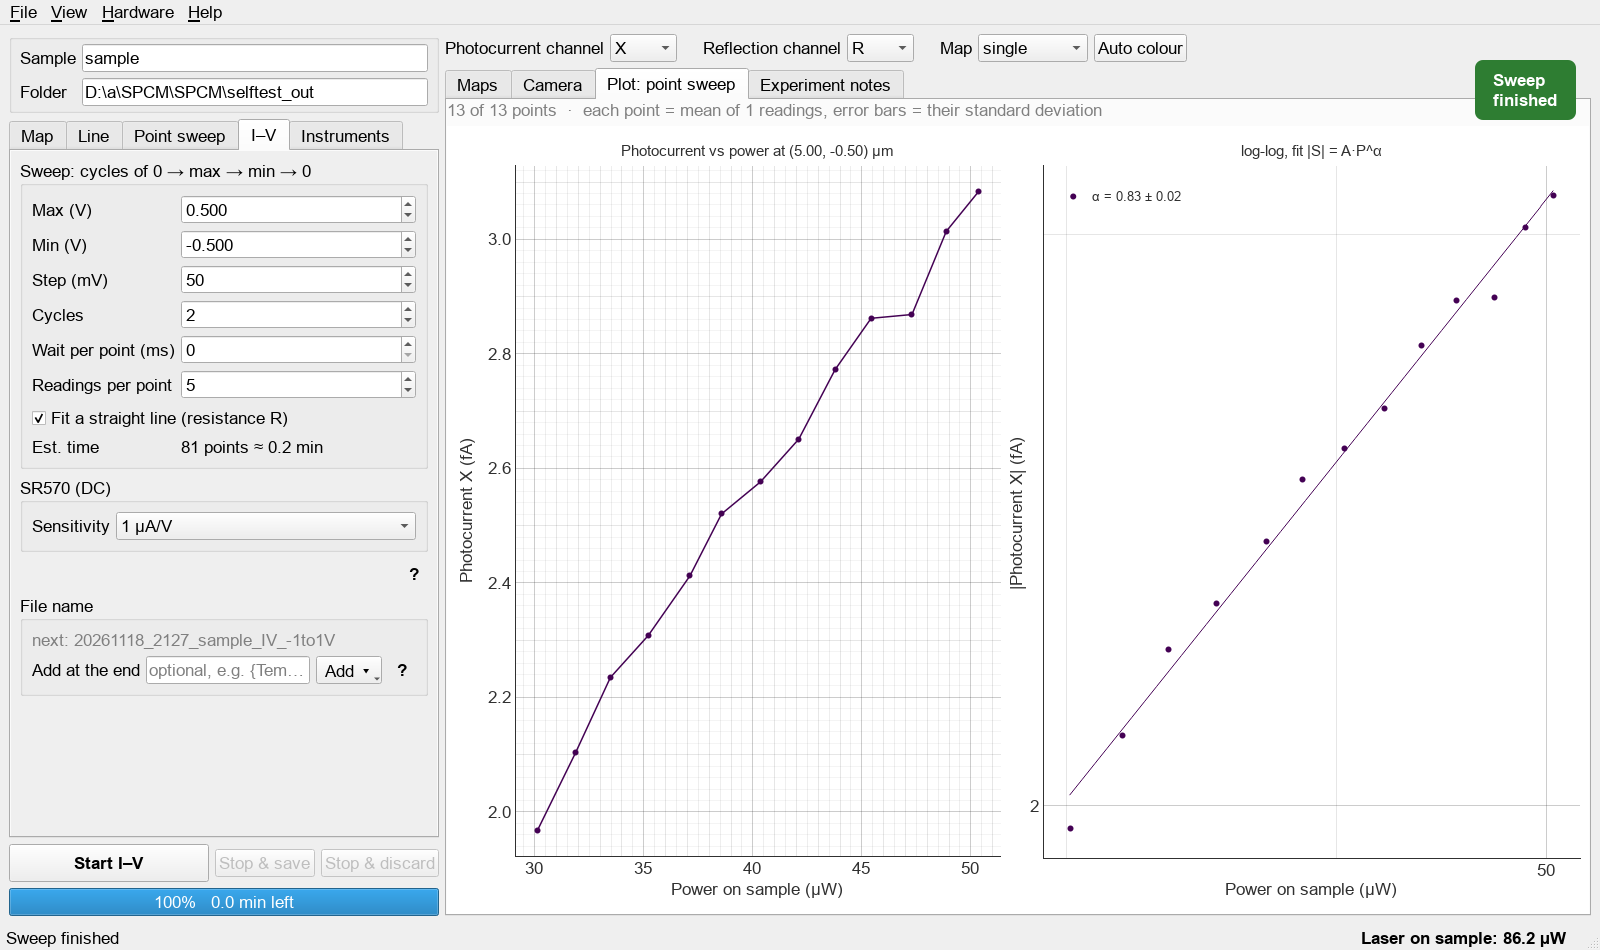 File View Hardware Help
Sample sample
Folder D:\a\SPCM\SPCM\selftest_out
Map Line Point sweep I–V Instruments
Sweep: cycles of 0 → max → min → 0
Max (V) 0.500
Min (V) -0.500
Step (mV) 50
Cycles 2
Wait per point (ms) 0
Readings per point 5
Fit a straight line (resistance R)
Est. time 81 points ≈ 0.2 min
SR570 (DC)
Sensitivity 1 µA/V
?
File name
next: 20261118_2127_sample_IV_-1to1V
Add at the end optional, e.g. {Tem… Add ?
Start I–V Stop & save Stop & discard
100% 0.0 min left
Sweep finished
Photocurrent channel X Reflection channel R Map single Auto colour
Maps Camera Plot: point sweep Experiment notes
Sweep
finished
13 of 13 points · each point = mean of 1 readings, error bars = their standard deviation
Photocurrent vs power at (5.00, -0.50) µm
Photocurrent X (fA)
3.0
2.8
2.6
2.4
2.2
2.0
30 35 40 45 50
Power on sample (µW)
log-log, fit |S| = A·P^α
α = 0.83 ± 0.02
|Photocurrent X| (fA)
2
50
Power on sample (µW)
Laser on sample: 86.2 µW